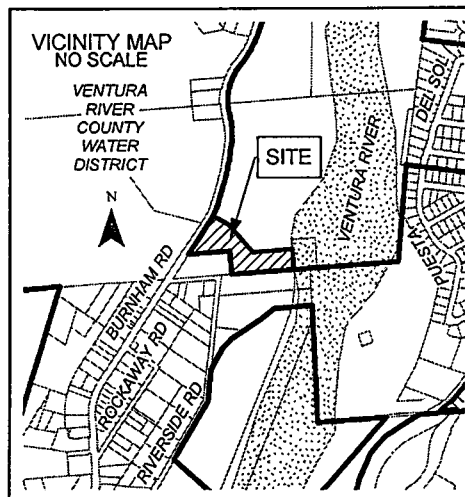 VICINITY MAP
NO SCALE
VENTURA
RIVER
COUNTY
WATER
DISTRICT
N
SITE
VENTURA RIVER
DEL SOL
PUESTA
BURNHAM RD
ROCKAWAY RD
RIVERSIDE RD